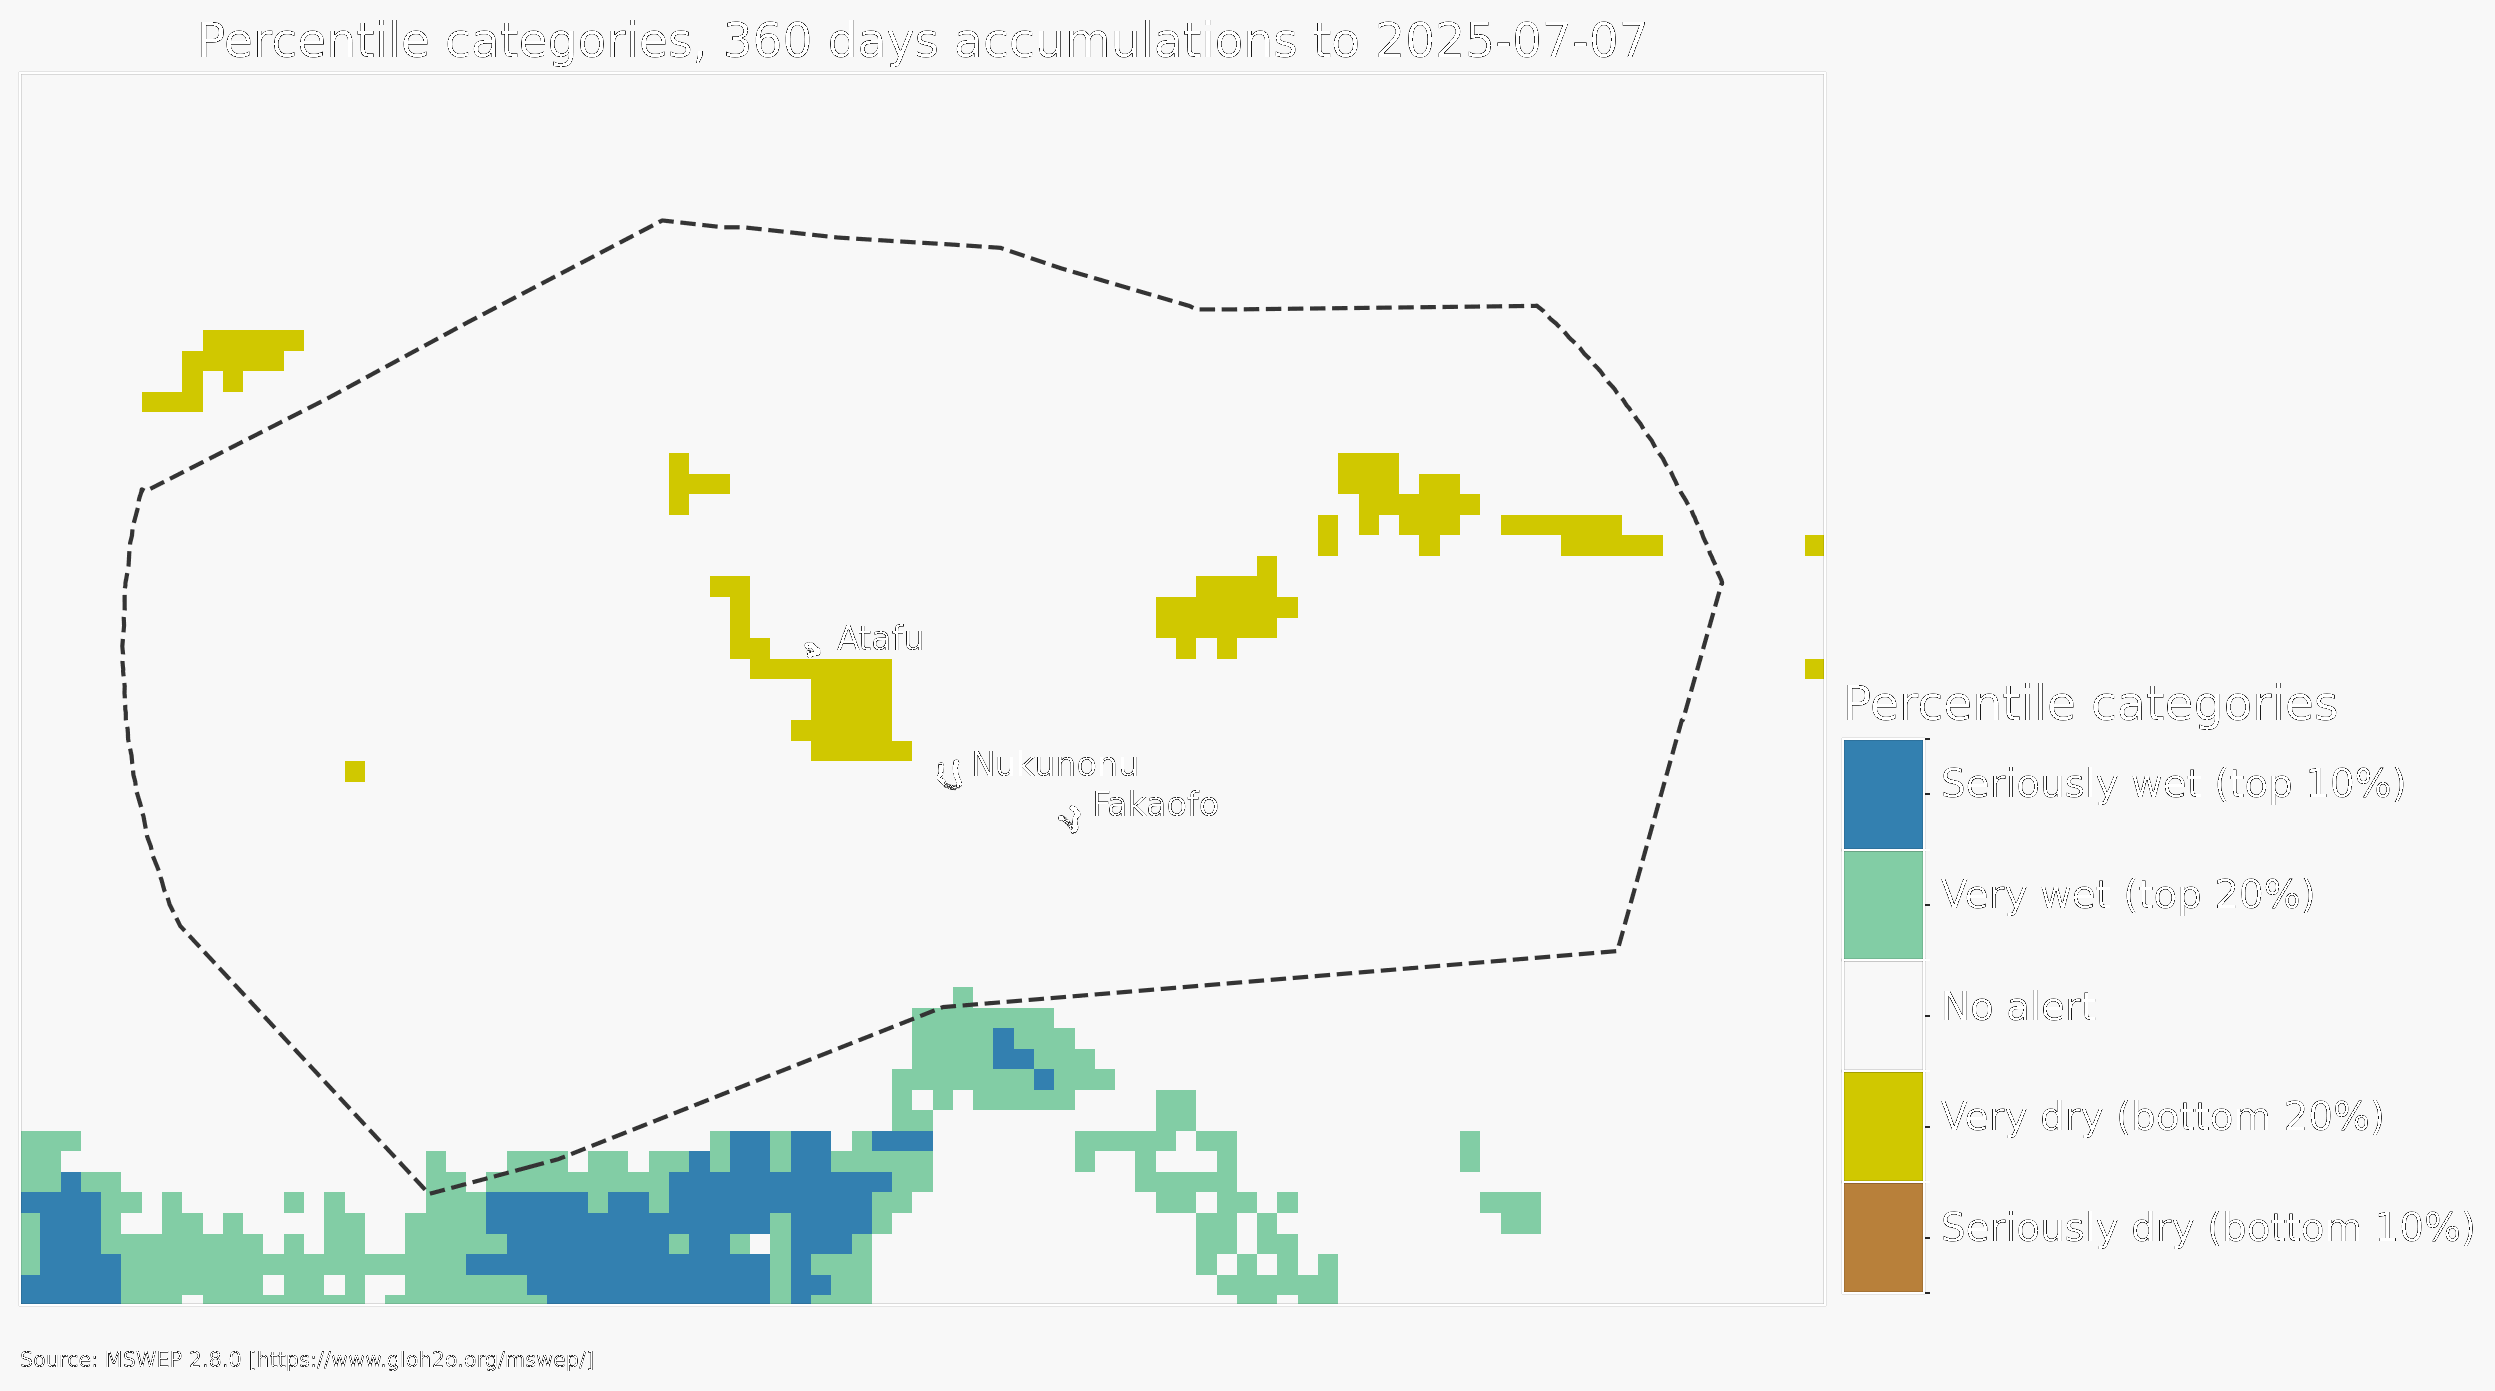 Percentile categories, 360 days accumulations to 2025-07-07
Atafu
Nukunonu
Fakaofo
Percentile categories
Seriously wet (top 10%)
Very wet (top 20%)
No alert
Very dry (bottom 20%)
Seriously dry (bottom 10%)
Source: MSWEP 2.8.0 [https://www.gloh2o.org/mswep/]